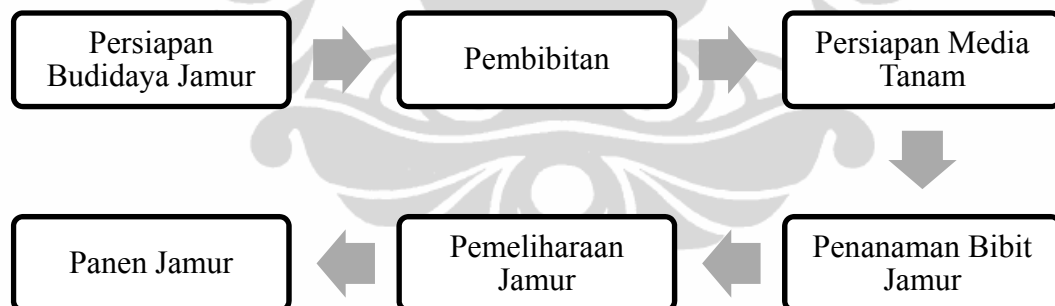 Persiapan
Budidaya Jamur
Pembibitan
Persiapan Media
Tanam
Penanaman Bibit
Jamur
Pemeliharaan
Jamur
Panen Jamur